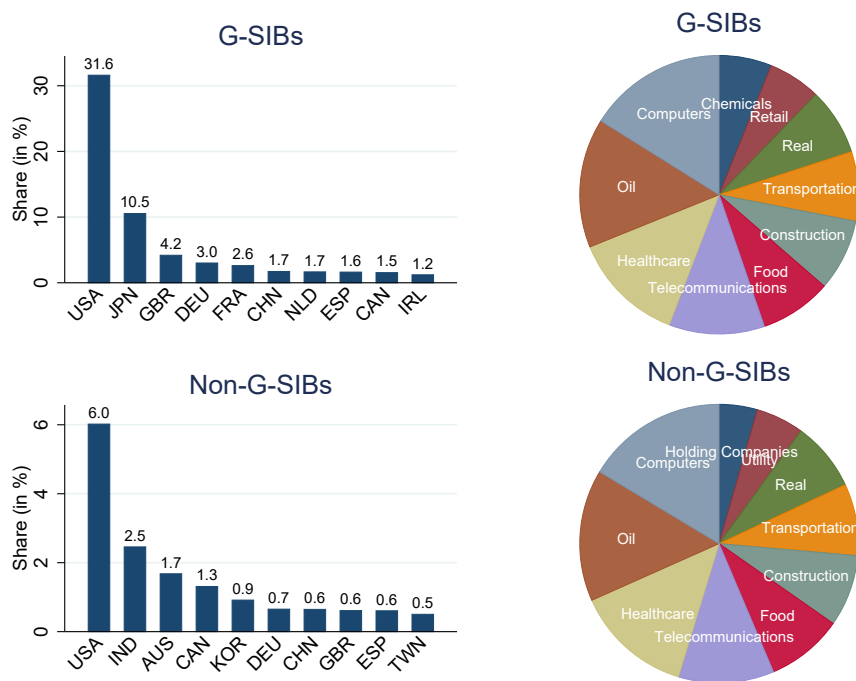 G-SIBs
Share (in %)
30
20
10
0
31.6
10.5
4.2
3.0
2.6
1.7
1.7
1.6
1.5
1.2
USA
JPN
GBR
DEU
FRA
CHN
NLD
ESP
CAN
IRL
G-SIBs
Chemicals
Retail
Real
Transportation
Construction
Food
Telecommunications
Healthcare
Oil
Computers
Non-G-SIBs
Share (in %)
6
4
2
0
6.0
2.5
1.7
1.3
0.9
0.7
0.6
0.6
0.6
0.5
USA
IND
AUS
CAN
KOR
DEU
CHN
GBR
ESP
TWN
Non-G-SIBs
Holding Companies
Utility
Real
Transportation
Construction
Food
Telecommunications
Healthcare
Oil
Computers